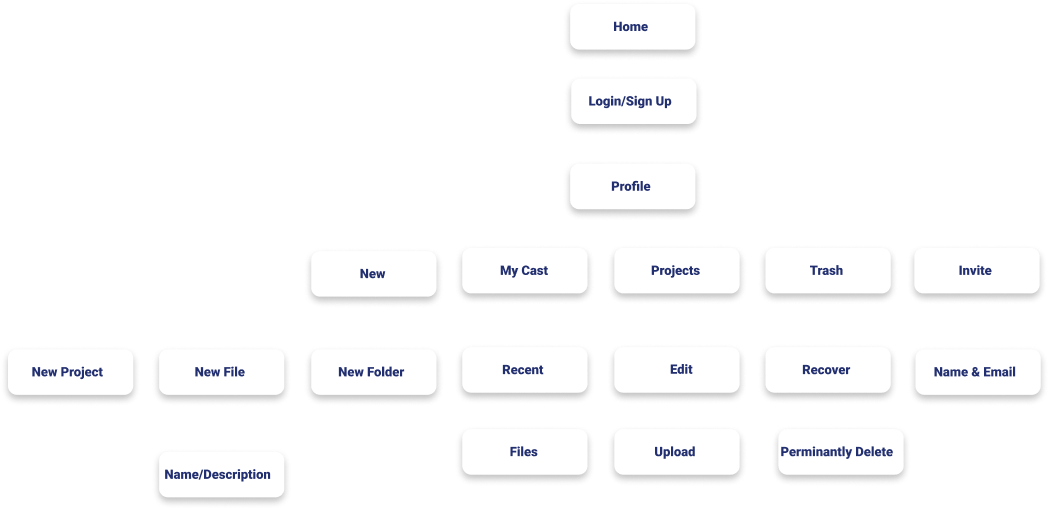 Home
Login/Sign Up
Profile
New
My Cast
Projects
Trash
Invite
New Project
New File
New Folder
Recent
Edit
Recover
Name & Email
Files
Upload
Perminantly Delete
Name/Description